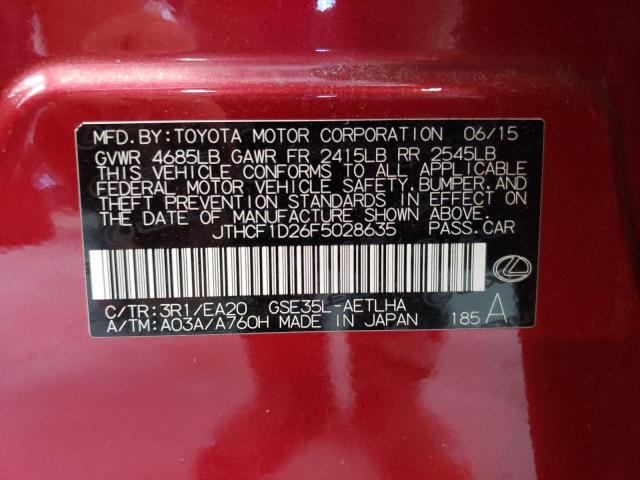 MFD. BY: TOYOTA MOTOR CORPORATION 06/15
GVWR 4685LB GAWR FR 2415LB RR 2545LB
THIS VEHICLE CONFORMS TO ALL APPLICABLE
FEDERAL MOTOR VEHICLE SAFETY, BUMPER, AND
THEFT PREVENTION STANDARDS IN EFFECT ON
THE DATE OF MANUFACTURE SHOWN ABOVE.
JTHCF1D26F5028635 PASS. CAR
C/TR: 3R1/EA20 GSE35L-AETLHA
A/TM: A03A/A760H MADE IN JAPAN 185 A